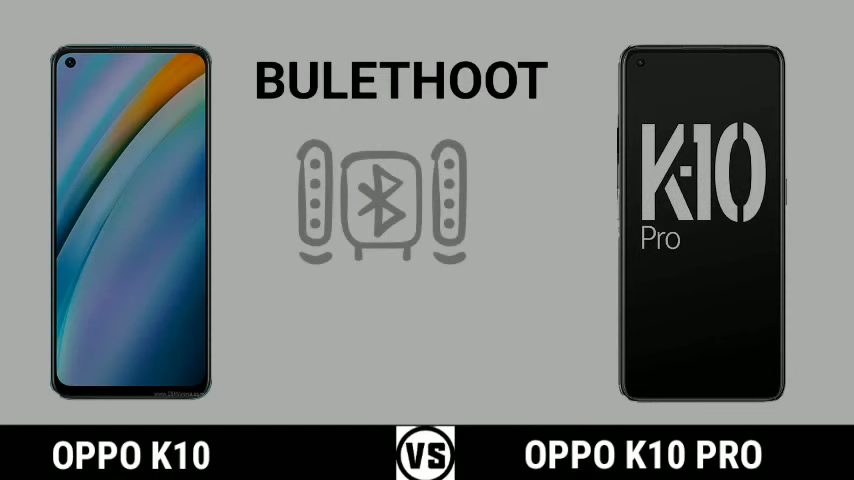 BULETHOOT
K10
Pro
OPPO K10
VS
OPPO K10 PRO